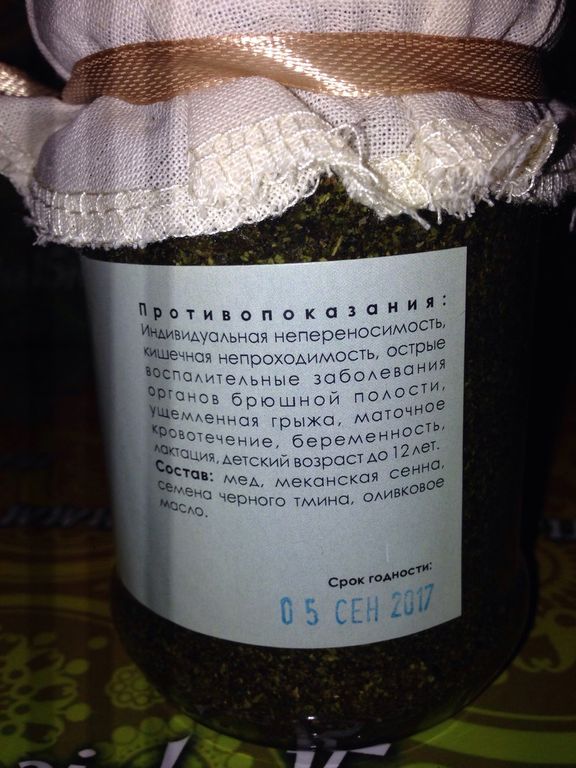 Противопоказания:
Индивидуальная непереносимость,
кишечная непроходимость, острые
воспалительные заболевания
органов брюшной полости,
ущемленная грыжа, маточное
кровотечение, беременность,
лактация, детский возраст до 12 лет.
Состав: мед, меканская сенна,
семена черного тмина, оливковое
масло.
Срок годности:
05 СЕН 2017